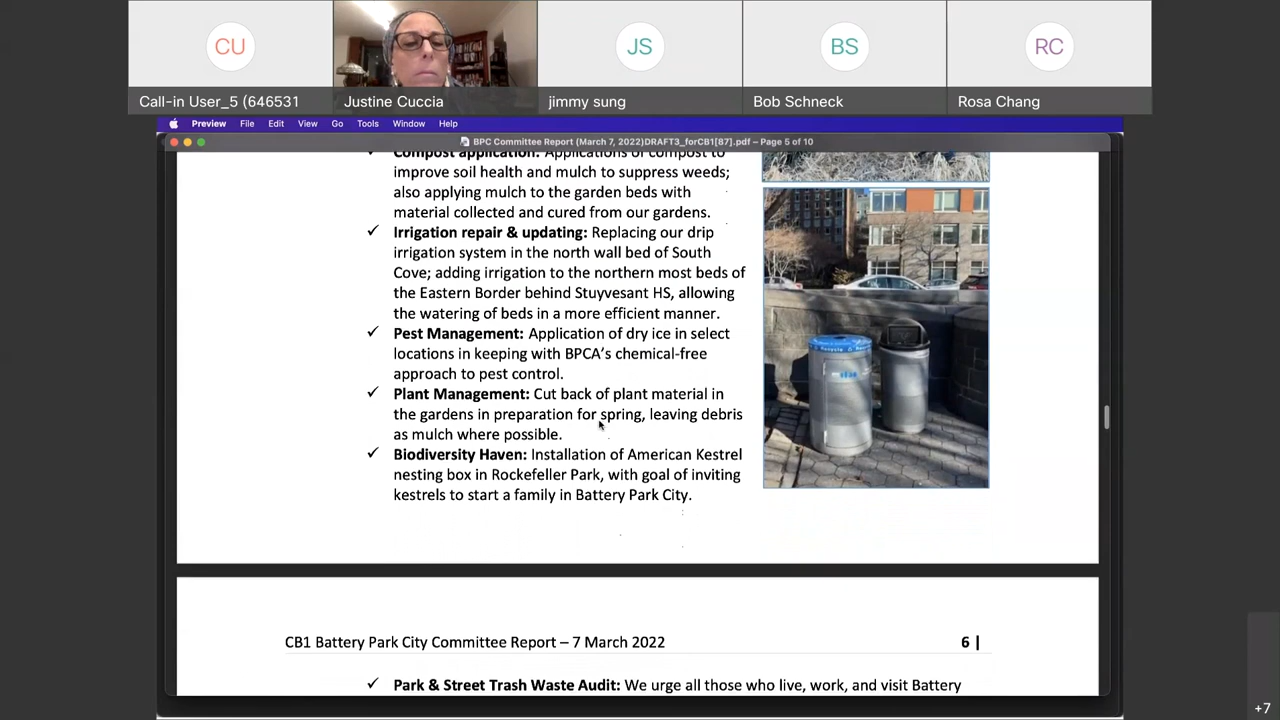 CU
JS
BS
RC
Call-in User_5 (646531
Justine Cuccia
jimmy sung
Bob Schneck
Rosa Chang
Preview File Edit View Go Tools Window Help
BPC Committee Report (March 7, 2022)DRAFT3_forCB1[87].pdf – Page 5 of 10
✓ Compost application: Applications of compost to
improve soil health and mulch to suppress weeds;
also applying mulch to the garden beds with
material collected and cured from our gardens.
✓ Irrigation repair & updating: Replacing our drip
irrigation system in the north wall bed of South
Cove; adding irrigation to the northern most beds of
the Eastern Border behind Stuyvesant HS, allowing
the watering of beds in a more efficient manner.
✓ Pest Management: Application of dry ice in select
locations in keeping with BPCA's chemical-free
approach to pest control.
✓ Plant Management: Cut back of plant material in
the gardens in preparation for spring, leaving debris
as mulch where possible.
✓ Biodiversity Haven: Installation of American Kestrel
nesting box in Rockefeller Park, with goal of inviting
kestrels to start a family in Battery Park City.
CB1 Battery Park City Committee Report – 7 March 2022 6 |
✓ Park & Street Trash Waste Audit: We urge all those who live, work, and visit Battery
+7